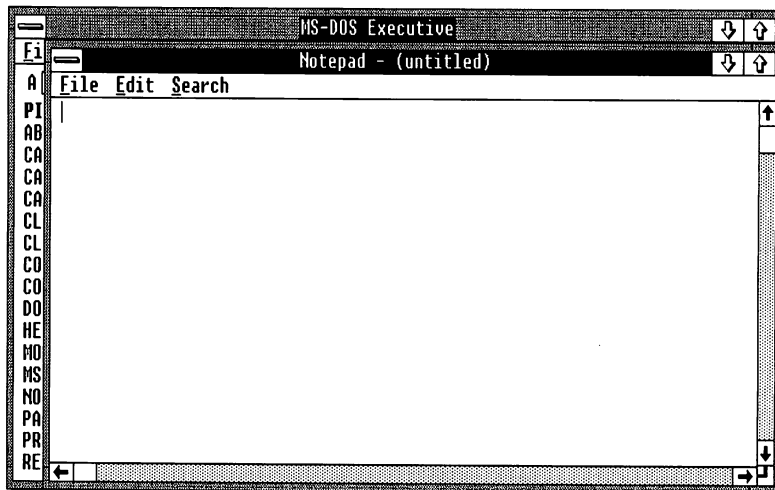 MS-DOS Executive
Fi
Notepad - (untitled)
A
File Edit Search
PI
AB
CA
CA
CA
CL
CL
CO
CO
DO
HE
MO
MS
NO
PA
PR
RE